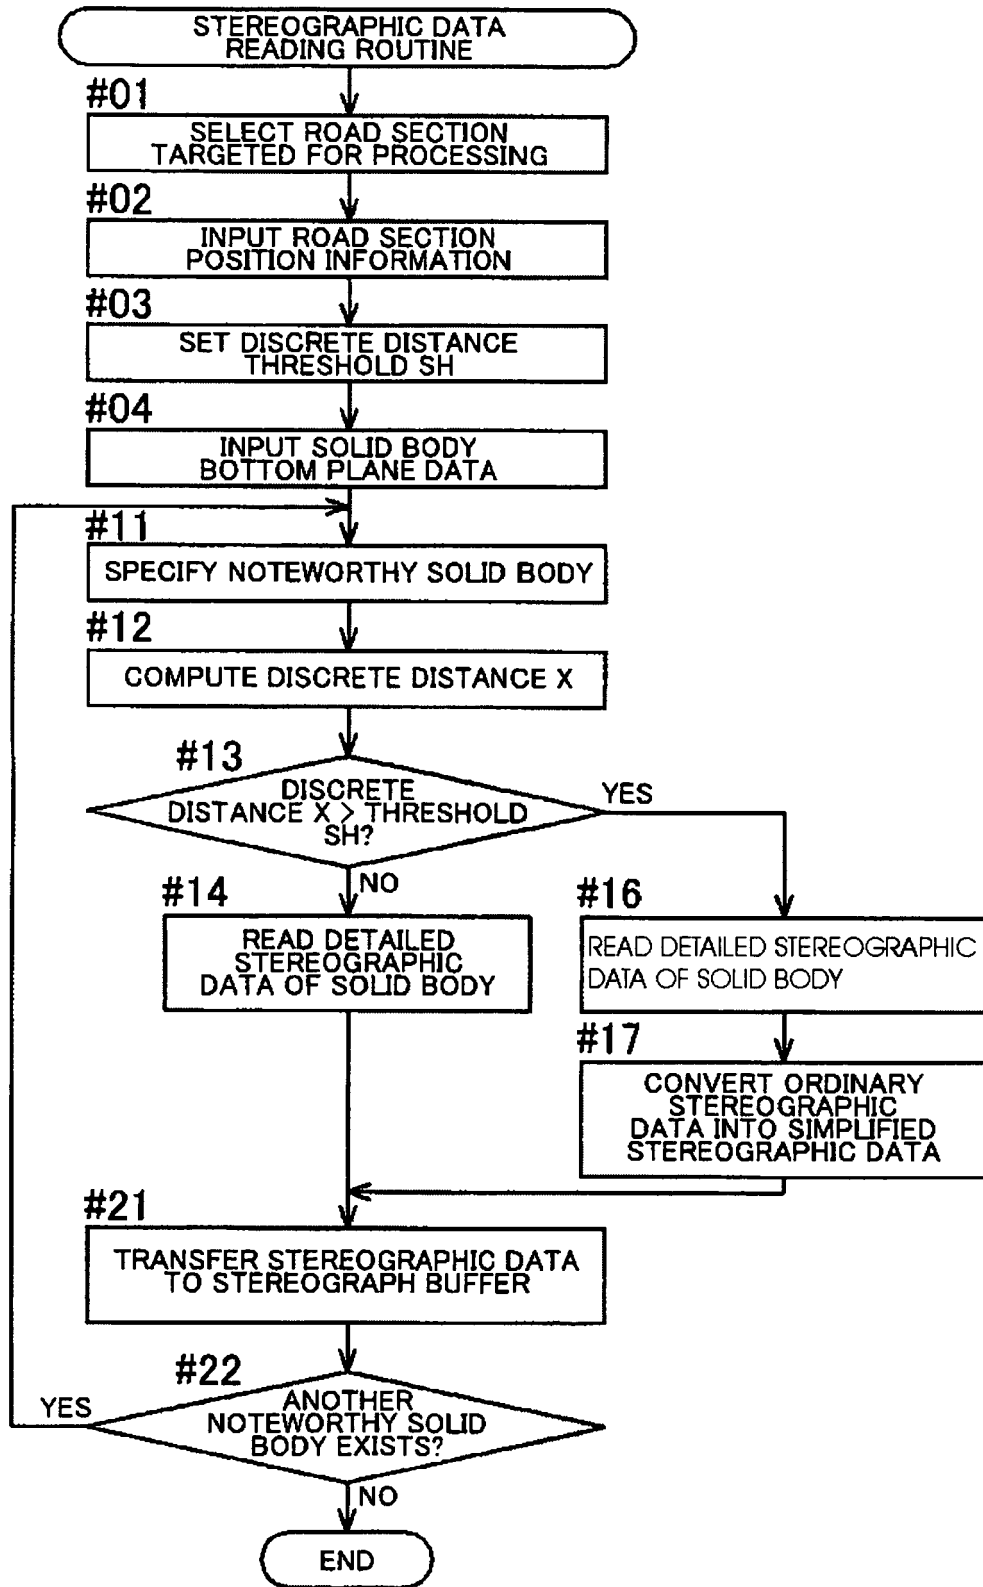 STEREOGRAPHIC DATA
READING ROUTINE
#01
SELECT ROAD SECTION
TARGETED FOR PROCESSING
#02
INPUT ROAD SECTION
POSITION INFORMATION
#03
SET DISCRETE DISTANCE
THRESHOLD SH
#04
INPUT SOLID BODY
BOTTOM PLANE DATA
#11
SPECIFY NOTEWORTHY SOLID BODY
#12
COMPUTE DISCRETE DISTANCE X
#13
DISCRETE
DISTANCE X > THRESHOLD
SH?
YES
NO
#14
READ DETAILED
STEREOGRAPHIC
DATA OF SOLID BODY
#16
READ DETAILED STEREOGRAPHIC
DATA OF SOLID BODY
#17
CONVERT ORDINARY
STEREOGRAPHIC
DATA INTO SIMPLIFIED
STEREOGRAPHIC DATA
#21
TRANSFER STEREOGRAPHIC DATA
TO STEREOGRAPH BUFFER
#22
ANOTHER
NOTEWORTHY SOLID
BODY EXISTS?
YES
NO
END